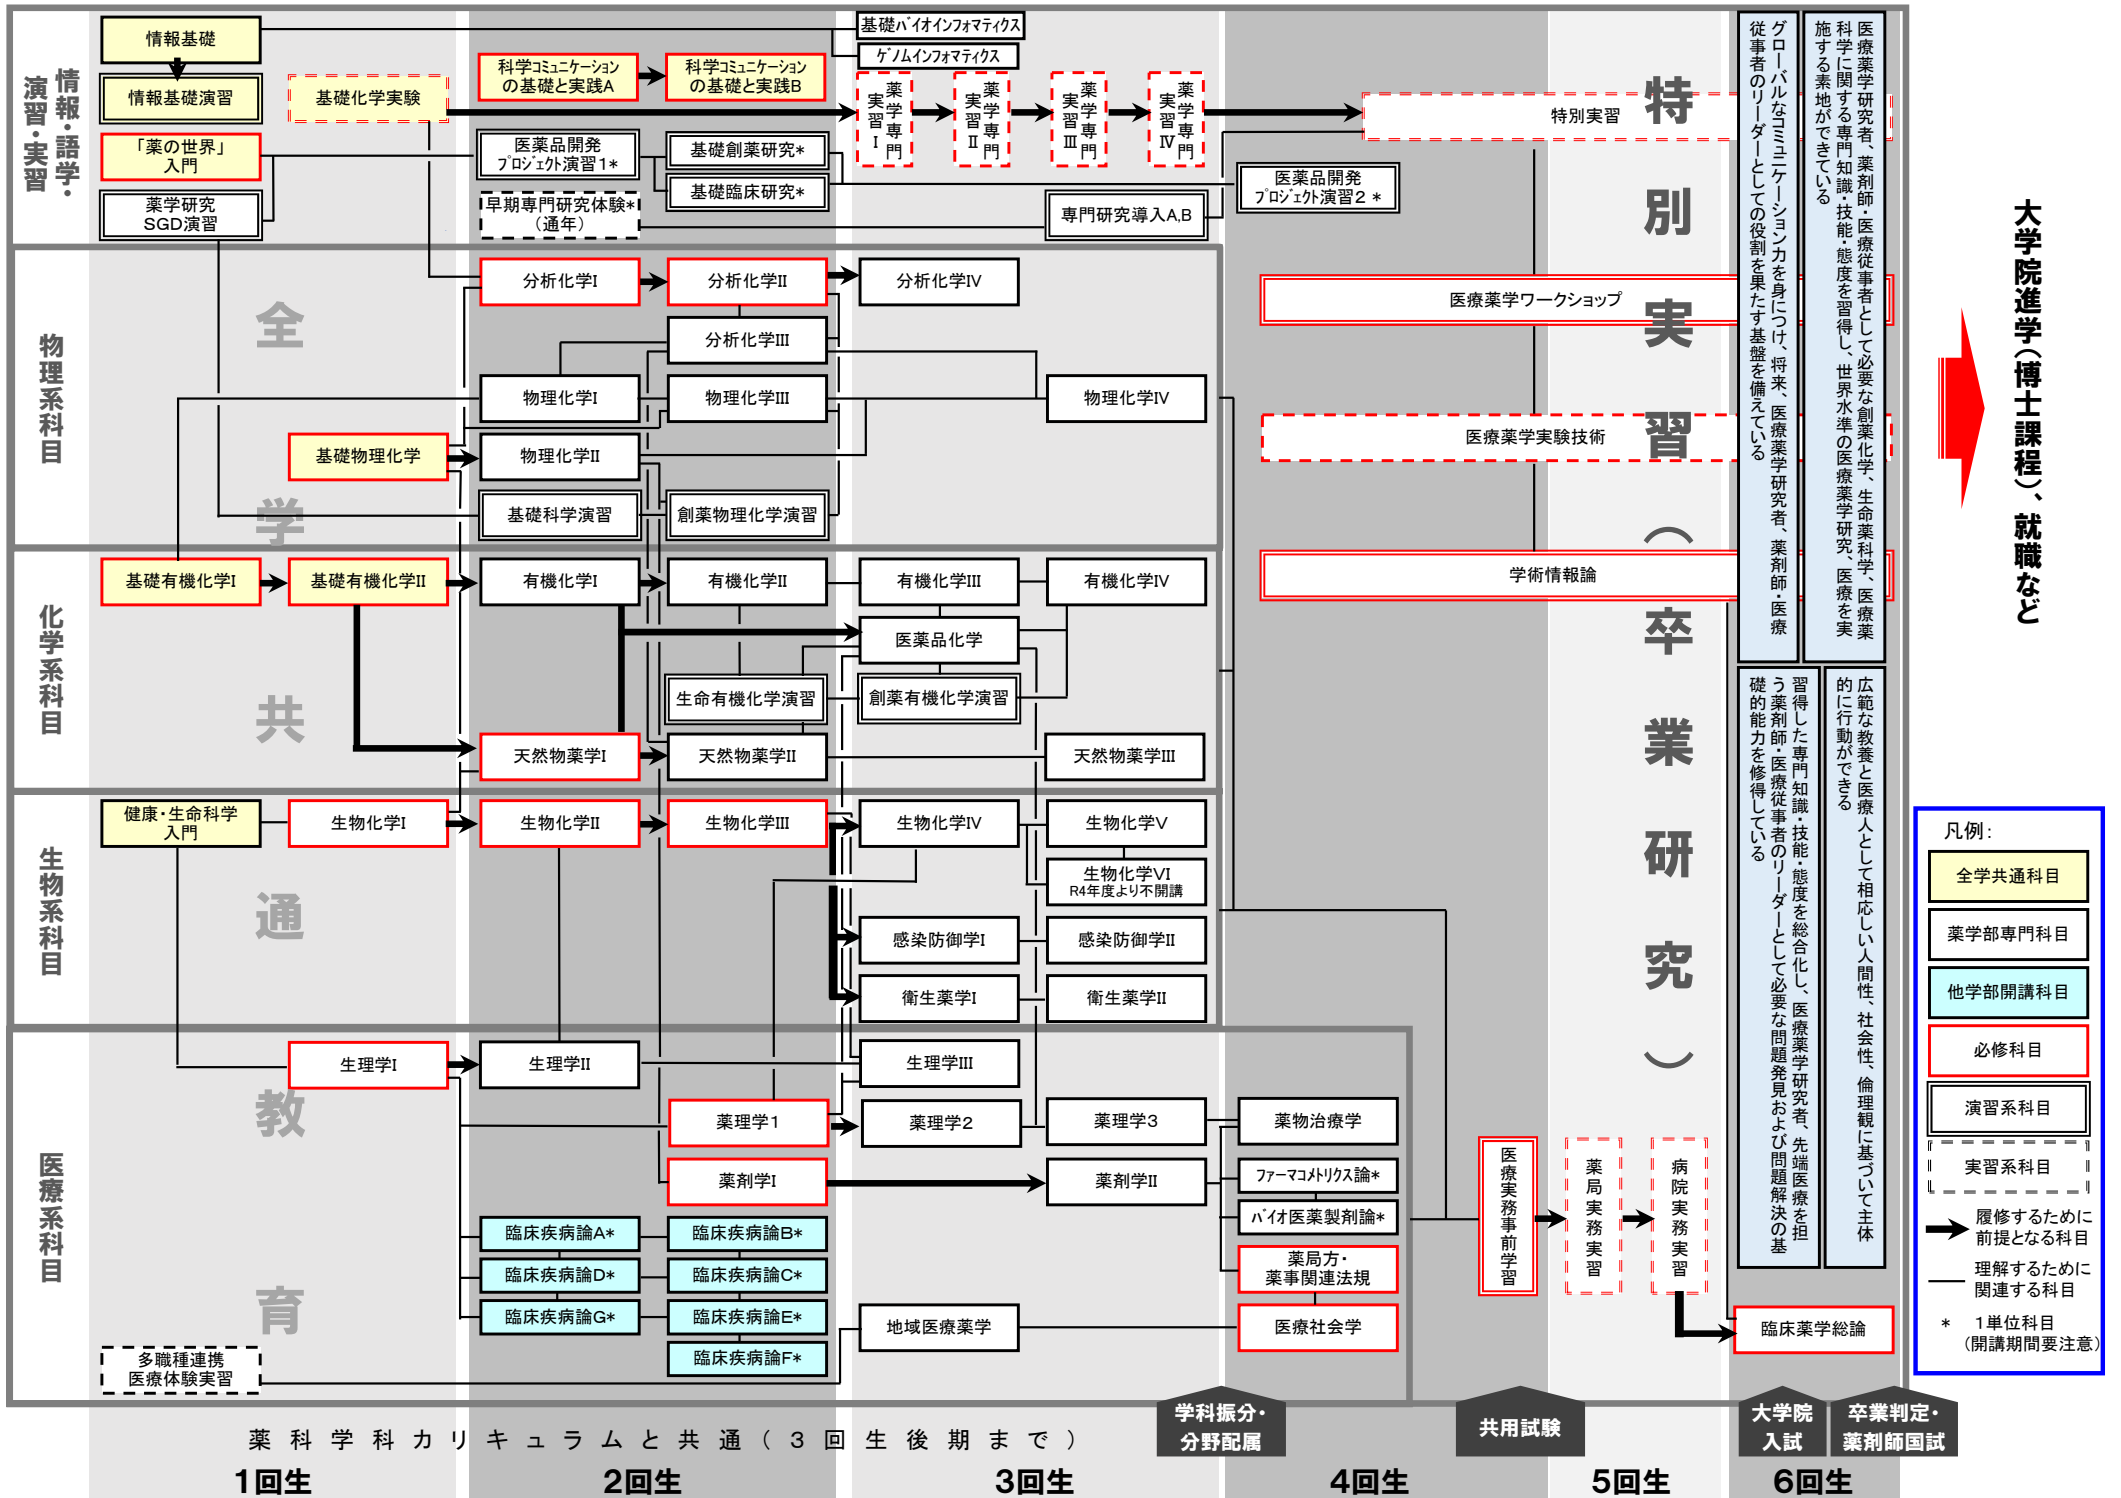 情報・語学・
演習・実習
物理系科目
化学系科目
生物系科目
医療系科目
全学共通教育
情報基礎
情報基礎演習
「薬の世界」
入門
薬学研究
SGD演習
基礎化学実験
科学コミュニケーション
の基礎と実践A
科学コミュニケーション
の基礎と実践B
医薬品開発
プロジェクト演習1*
早期専門研究体験*
（通年）
基礎創薬研究*
基礎臨床研究*
基礎バイオインフォマティクス
ゲノムインフォマティクス
薬学専門
実習Ⅰ
薬学専門
実習Ⅱ
薬学専門
実習Ⅲ
薬学専門
実習Ⅳ
専門研究導入A,B
医薬品開発
プロジェクト演習2 *
特別実習
分析化学Ⅰ
分析化学Ⅱ
分析化学Ⅳ
分析化学Ⅲ
物理化学Ⅰ
物理化学Ⅲ
物理化学Ⅳ
基礎物理化学
物理化学Ⅱ
基礎科学演習
創薬物理化学演習
医療薬学ワークショップ
医療薬学実験技術
学術情報論
基礎有機化学Ⅰ
基礎有機化学Ⅱ
有機化学Ⅰ
有機化学Ⅱ
有機化学Ⅲ
有機化学Ⅳ
医薬品化学
生命有機化学演習
創薬有機化学演習
天然物薬学Ⅰ
天然物薬学Ⅱ
天然物薬学Ⅲ
健康・生命科学
入門
生物化学Ⅰ
生物化学Ⅱ
生物化学Ⅲ
生物化学Ⅳ
生物化学Ⅴ
生物化学Ⅵ
R4年度より不開講
感染防御学Ⅰ
感染防御学Ⅱ
衛生薬学Ⅰ
衛生薬学Ⅱ
生理学Ⅰ
生理学Ⅱ
生理学Ⅲ
薬理学1
薬理学2
薬理学3
薬物治療学
薬剤学Ⅰ
薬剤学Ⅱ
ファーマコメトリクス論*
バイオ医薬製剤論*
薬局方・
薬事関連法規
医療社会学
臨床疾病論A*
臨床疾病論B*
臨床疾病論D*
臨床疾病論C*
臨床疾病論G*
臨床疾病論E*
臨床疾病論F*
地域医療薬学
多職種連携
医療体験実習
医療実務事前学習
薬局実務実習
病院実務実習
臨床薬学総論
特別実習（卒業研究）
医療薬学研究者、薬剤師・医療従事者として必要な創薬化学、生命薬科学、医療薬
科学に関する専門知識・技能・態度を習得し、世界水準の医療薬学研究、医療を実
施する素地ができている
グローバルなコミュニケーション力を身につけ、将来、医療薬学研究者、薬剤師・医療
従事者のリーダーとしての役割を果たす基盤を備えている
広範な教養と医療人として相応しい人間性、社会性、倫理観に基づいて主体
的に行動ができる
習得した専門知識・技能・態度を総合化し、医療薬学研究者、先端医療を担
う薬剤師・医療従事者のリーダーとして必要な問題発見および問題解決の基
礎的能力を修得している
大学院進学（博士課程）、就職など
凡例：
全学共通科目
薬学部専門科目
他学部開講科目
必修科目
演習系科目
実習系科目
履修するために
前提となる科目
理解するために
関連する科目
* 1単位科目
（開講期間要注意）
学科振分・
分野配属
共用試験
大学院
入試
卒業判定・
薬剤師国試
薬科学科カリキュラムと共通（3回生後期まで）
1回生
2回生
3回生
4回生
5回生
6回生